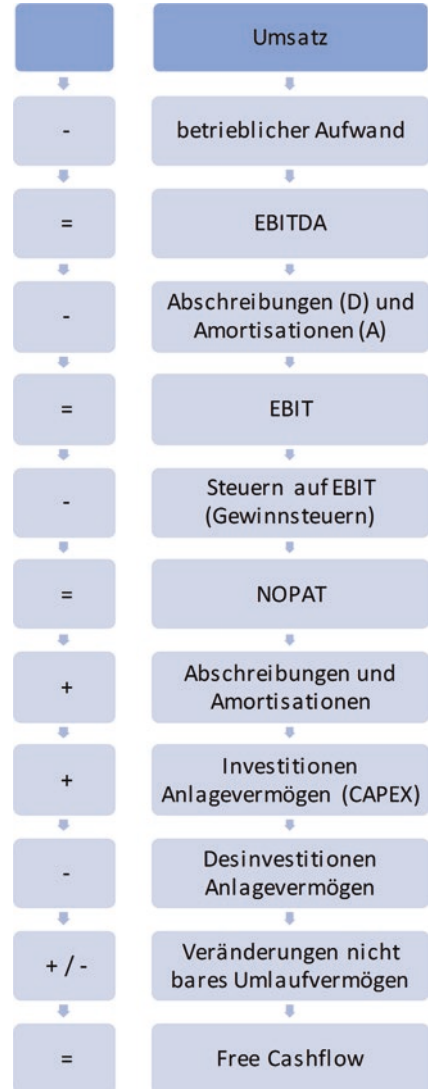 Umsatz
- betrieblicher Aufwand
= EBITDA
- Abschreibungen (D) und
Amortisationen (A)
= EBIT
- Steuern auf EBIT
(Gewinnsteuern)
= NOPAT
+ Abschreibungen und
Amortisationen
+ Investitionen
Anlagevermögen (CAPEX)
- Desinvestitionen
Anlagevermögen
+ / - Veränderungen nicht
bares Umlaufvermögen
= Free Cashflow